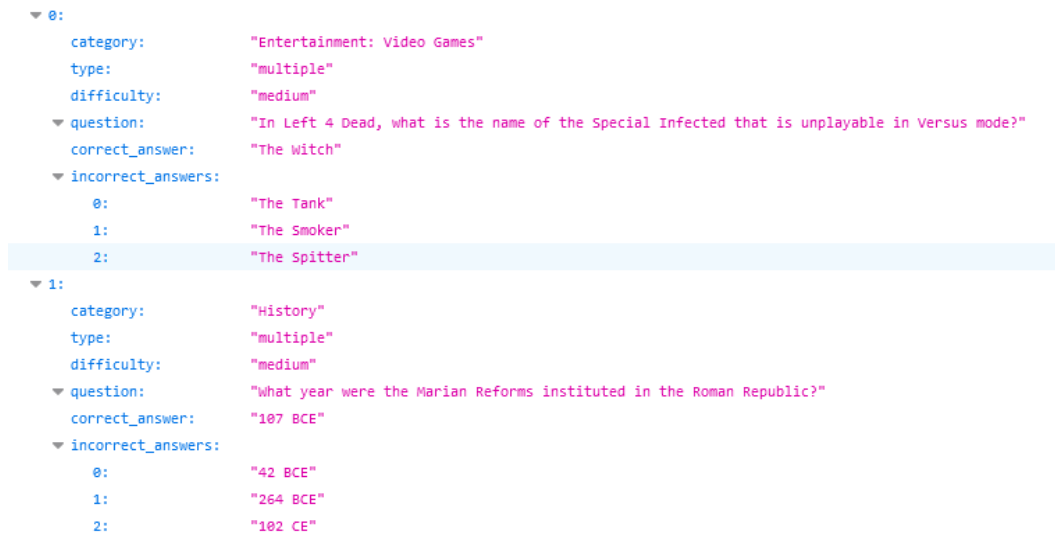 0:
category: "Entertainment: Video Games"
type: "multiple"
difficulty: "medium"
question: "In Left 4 Dead, what is the name of the Special Infected that is unplayable in Versus mode?"
correct_answer: "The Witch"
incorrect_answers:
0: "The Tank"
1: "The Smoker"
2: "The Spitter"
1:
category: "History"
type: "multiple"
difficulty: "medium"
question: "What year were the Marian Reforms instituted in the Roman Republic?"
correct_answer: "107 BCE"
incorrect_answers:
0: "42 BCE"
1: "264 BCE"
2: "102 CE"